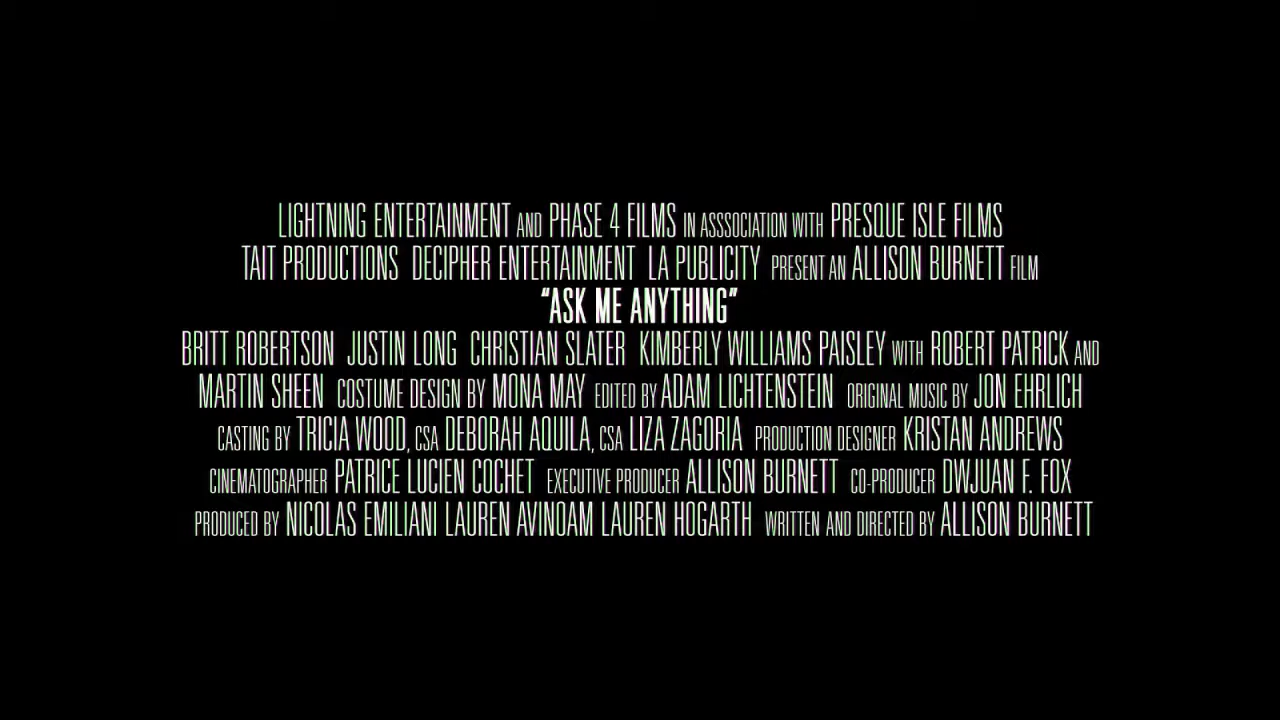 LIGHTNING ENTERTAINMENT AND PHASE 4 FILMS IN ASSSOCIATION WITH PRESQUE ISLE FILMS
TAIT PRODUCTIONS DECIPHER ENTERTAINMENT LA PUBLICITY PRESENT AN ALLISON BURNETT FILM
“ASK ME ANYTHING”
BRITT ROBERTSON JUSTIN LONG CHRISTIAN SLATER KIMBERLY WILLIAMS PAISLEY WITH ROBERT PATRICK AND
MARTIN SHEEN COSTUME DESIGN BY MONA MAY EDITED BY ADAM LICHTENSTEIN ORIGINAL MUSIC BY JON EHRLICH
CASTING BY TRICIA WOOD, CSA DEBORAH AQUILA, CSA LIZA ZAGORIA PRODUCTION DESIGNER KRISTAN ANDREWS
CINEMATOGRAPHER PATRICE LUCIEN COCHET EXECUTIVE PRODUCER ALLISON BURNETT CO-PRODUCER DWJUAN F. FOX
PRODUCED BY NICOLAS EMILIANI LAUREN AVINOAM LAUREN HOGARTH WRITTEN AND DIRECTED BY ALLISON BURNETT